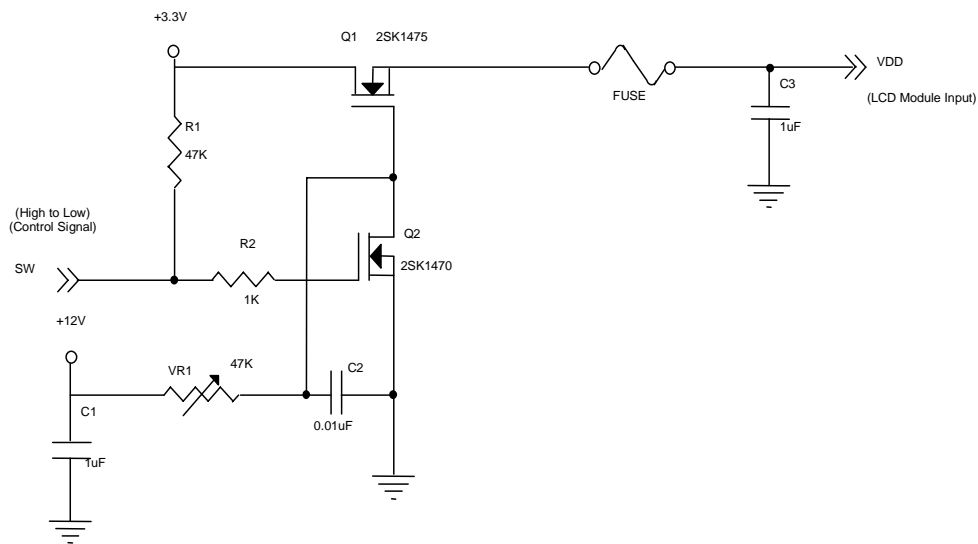 +3.3V
Q1
2SK1475
FUSE
VDD
(LCD Module Input)
C3
1uF
R1
47K
(High to Low)
(Control Signal)
SW
R2
1K
Q2
2SK1470
+12V
VR1
47K
C2
0.01uF
C1
1uF